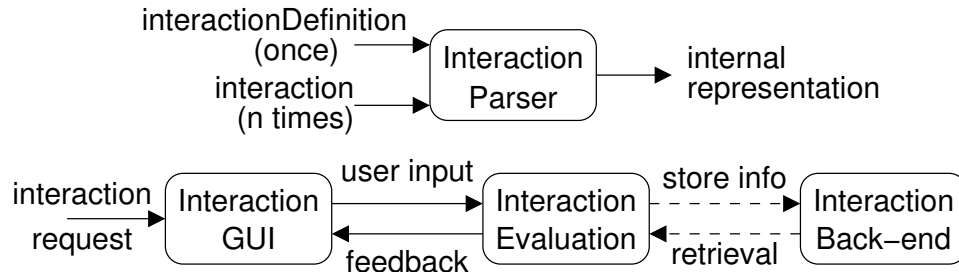 interactionDefinition
(once)
interaction
(n times)
Interaction
Parser
internal
representation
interaction
request
Interaction
GUI
user input
feedback
Interaction
Evaluation
store info
retrieval
Interaction
Back−end